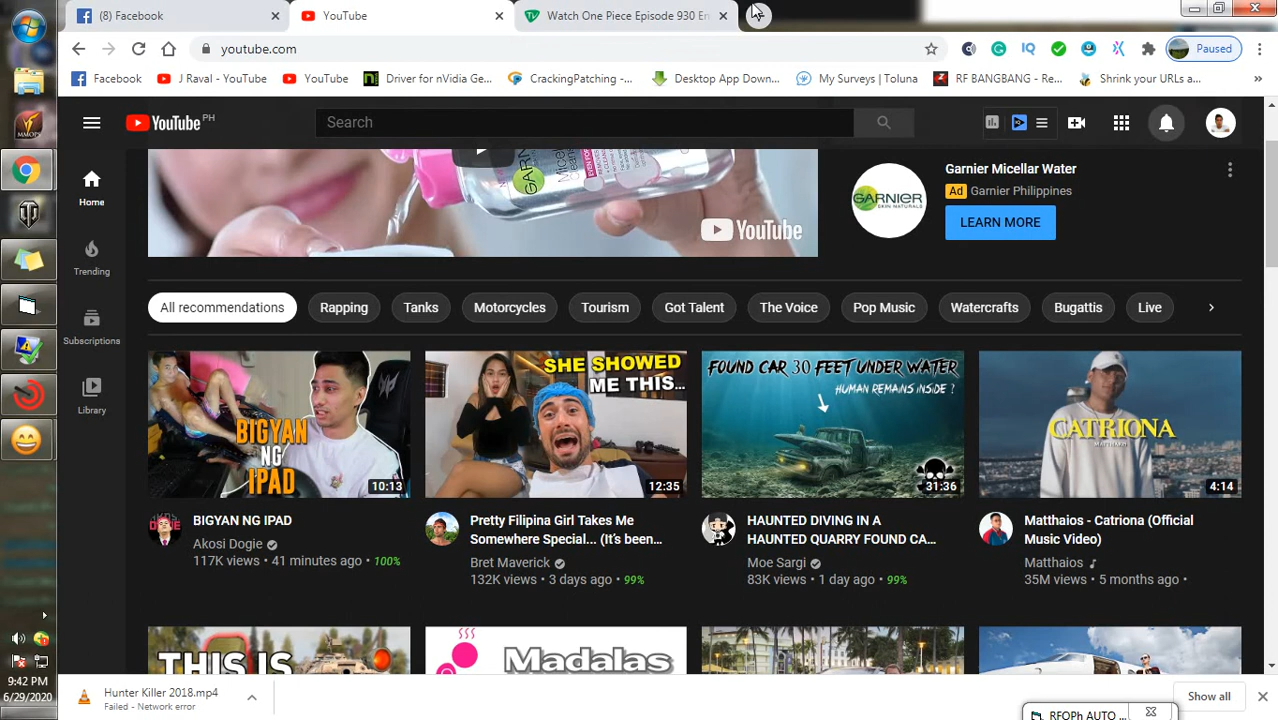 (8) Facebook
YouTube
Watch One Piece Episode 930 En
youtube.com
Paused
Facebook
J Raval - YouTube
YouTube
Driver for nVidia Ge...
CrackingPatching -...
Desktop App Down...
My Surveys | Toluna
RF BANGBANG - Re...
Shrink your URLs a...
YouTube PH
Search
Home
Trending
Subscriptions
Library
GARNIER
YouTube
GARNIER
SKIN NATURALS
Garnier Micellar Water
Ad Garnier Philippines
LEARN MORE
All recommendations
Rapping
Tanks
Motorcycles
Tourism
Got Talent
The Voice
Pop Music
Watercrafts
Bugattis
Live
BIGYAN
NG
IPAD
10:13
SHE SHOWED
ME THIS...
12:35
FOUND CAR 30 FEET UNDER WATER
HUMAN REMAINS INSIDE ?
31:36
CATRIONA
MATTHAIOS
4:14
BIGYAN NG IPAD
Akosi Dogie
117K views • 41 minutes ago • 100%
Pretty Filipina Girl Takes Me
Somewhere Special... (It's been...
Bret Maverick
132K views • 3 days ago • 99%
HAUNTED DIVING IN A
HAUNTED QUARRY FOUND CA...
Moe Sargi
83K views • 1 day ago • 99%
Matthaios - Catriona (Official
Music Video)
Matthaios
35M views • 5 months ago •
THIS IS
Madalas
MMOPS
9:42 PM
6/29/2020
Hunter Killer 2018.mp4
Failed - Network error
Show all
RFOPh AUTO ...